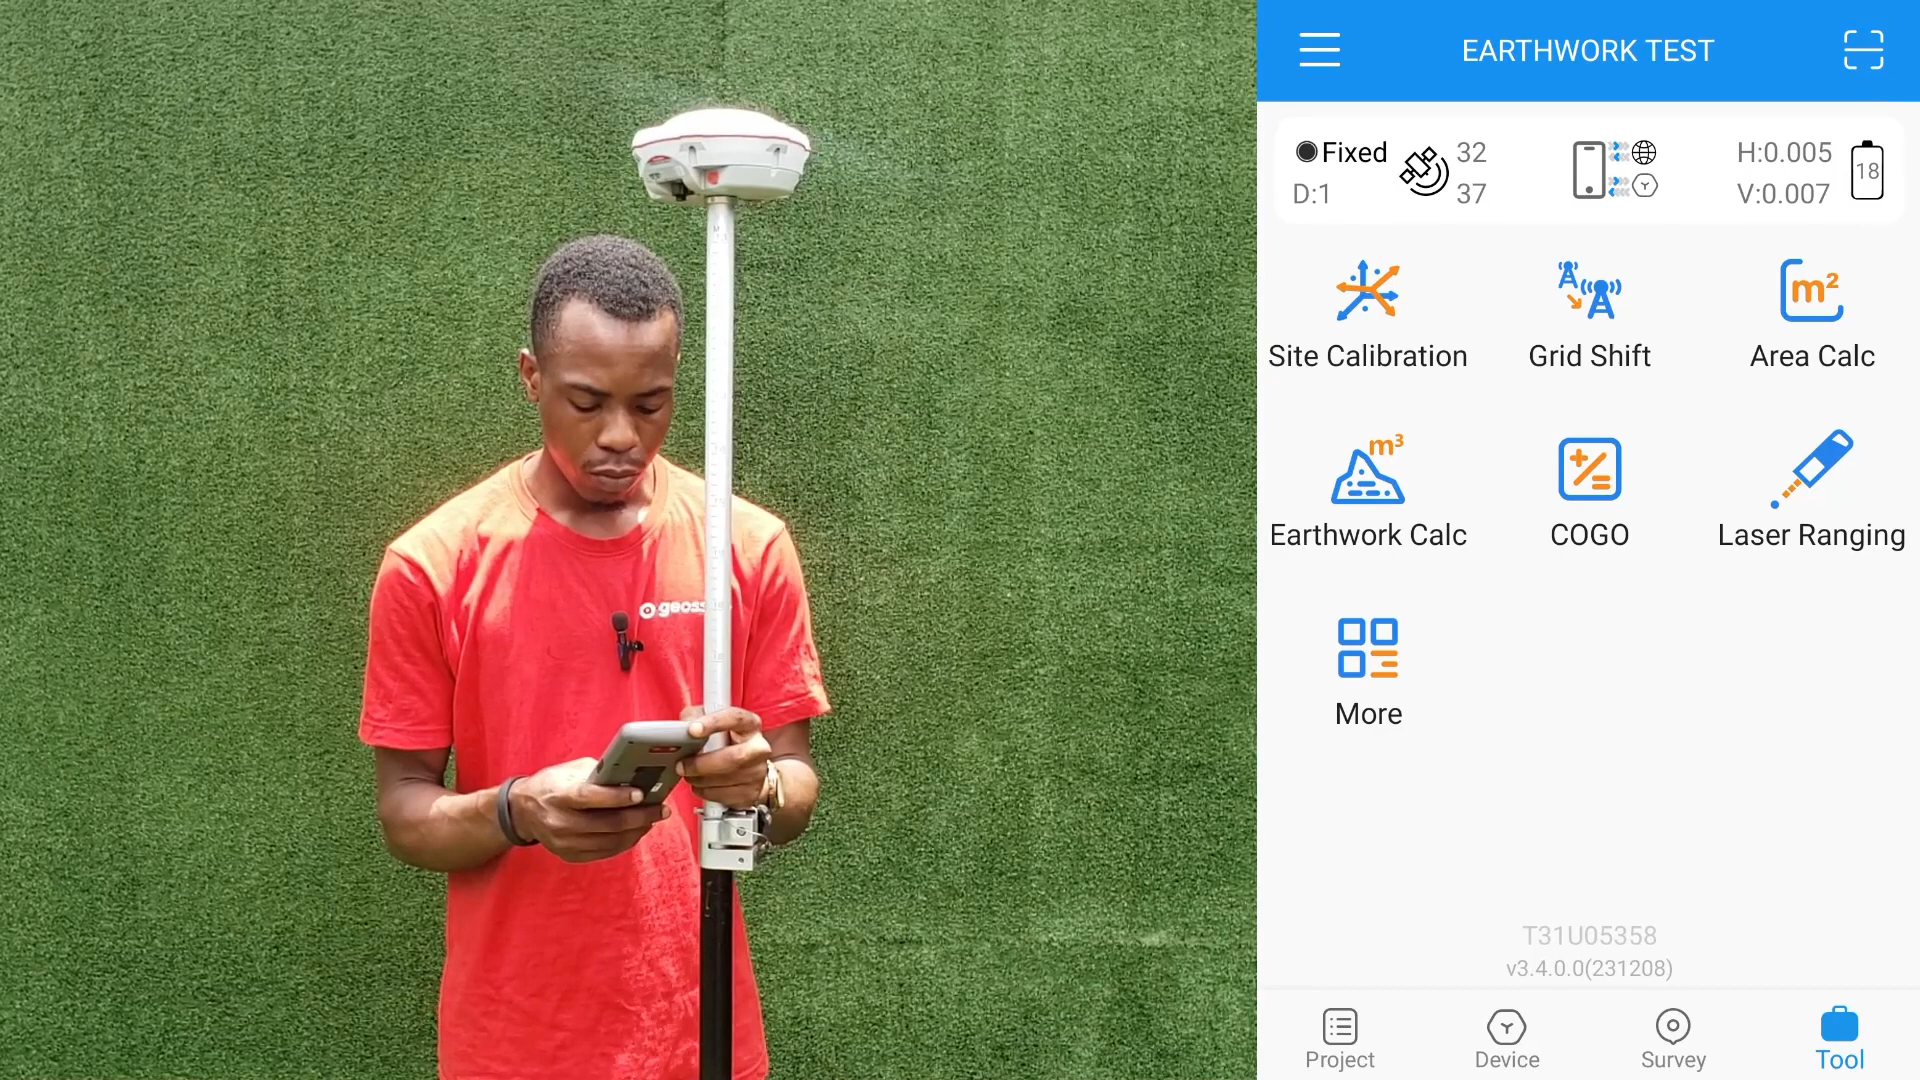 EARTHWORK TEST
Fixed 32 H:0.005 18
D:1 37 V:0.007
Site Calibration Grid Shift Area Calc
m² 
m³
Earthwork Calc COGO Laser Ranging
More
T31U05358
v3.4.0.0(231208)
Project Device Survey Tool